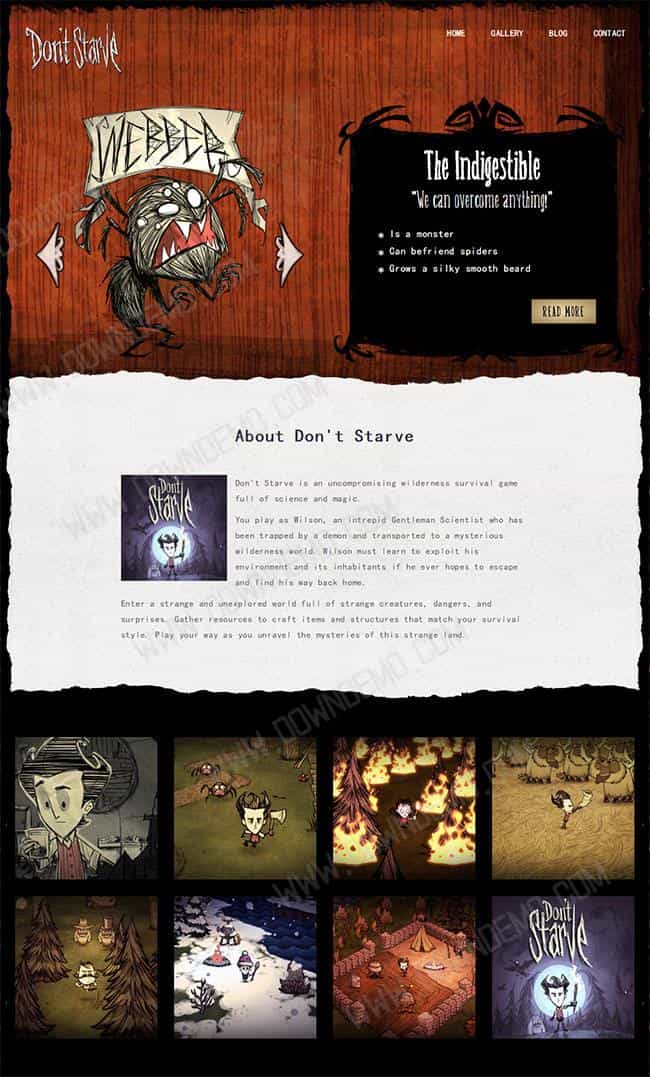 Don't Starve
HOME GALLERY BLOG CONTACT
WEBBER
The Indigestible
"We can overcome anything!"
Is a monster
Can befriend spiders
Grows a silky smooth beard
READ MORE
About Don't Starve
Don't Starve
Don't Starve is an uncompromising wilderness survival game
full of science and magic.
You play as Wilson, an intrepid Gentleman Scientist who has
been trapped by a demon and transported to a mysterious
wilderness world. Wilson must learn to exploit his
environment and its inhabitants if he ever hopes to escape
and find his way back home.
Enter a strange and unexplored world full of strange creatures, dangers, and
surprises. Gather resources to craft items and structures that match your survival
style. Play your way as you unravel the mysteries of this strange land.
Don't
Starve
WWW.DOWNDEMO.COM